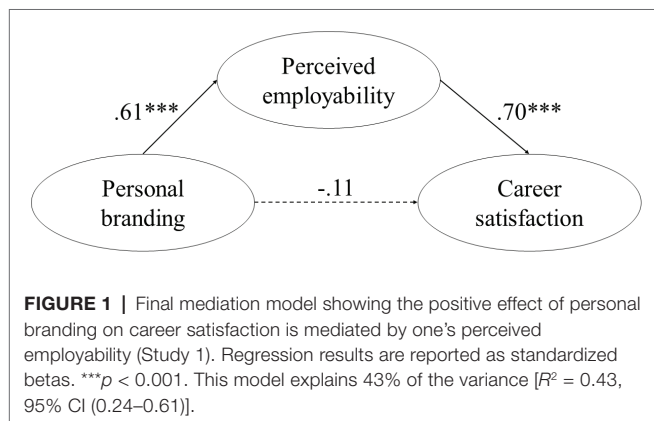 Perceived
employability
.61***
.70***
Personal
branding
-.11
Career
satisfaction
FIGURE 1 | Final mediation model showing the positive effect of personal
branding on career satisfaction is mediated by one's perceived
employability (Study 1). Regression results are reported as standardized
betas. ***p < 0.001. This model explains 43% of the variance [R² = 0.43,
95% CI (0.24–0.61)].